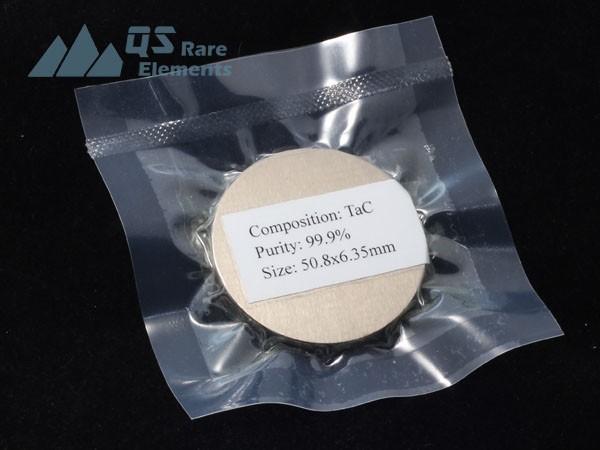 QS Rare
Elements
Composition: TaC
Purity: 99.9%
Size: 50.8x6.35mm